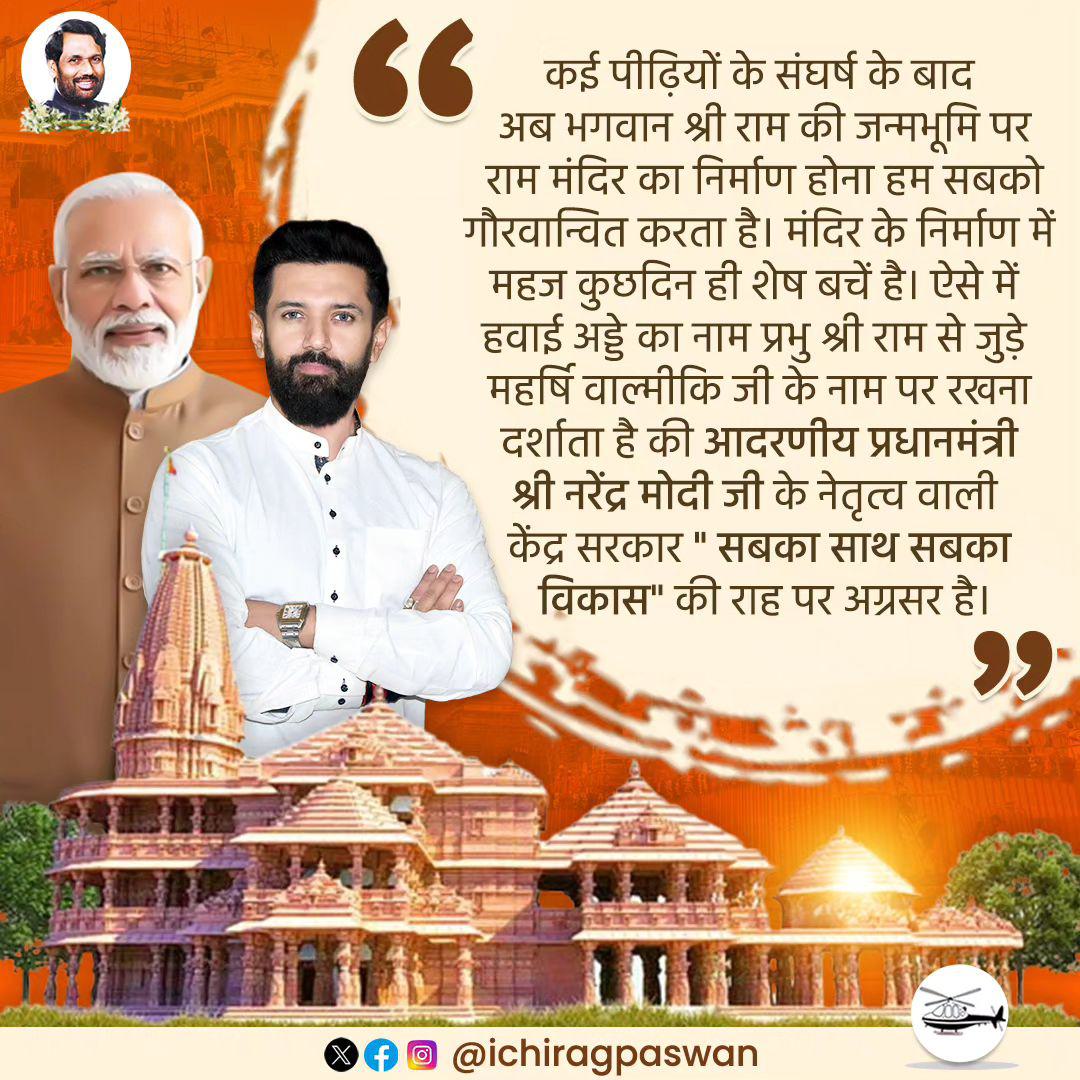 कई पीढ़ियों के संघर्ष के बाद
अब भगवान श्री राम की जन्मभूमि पर
राम मंदिर का निर्माण होना हम सबको
गौरवान्वित करता है। मंदिर के निर्माण में
महज कुछदिन ही शेष बचें है। ऐसे में
हवाई अड्डे का नाम प्रभु श्री राम से जुड़े
महर्षि वाल्मीकि जी के नाम पर रखना
दर्शाता है की आदरणीय प्रधानमंत्री
श्री नरेंद्र मोदी जी के नेतृत्व वाली
केंद्र सरकार " सबका साथ सबका
विकास" की राह पर अग्रसर है।
@ichiragpaswan